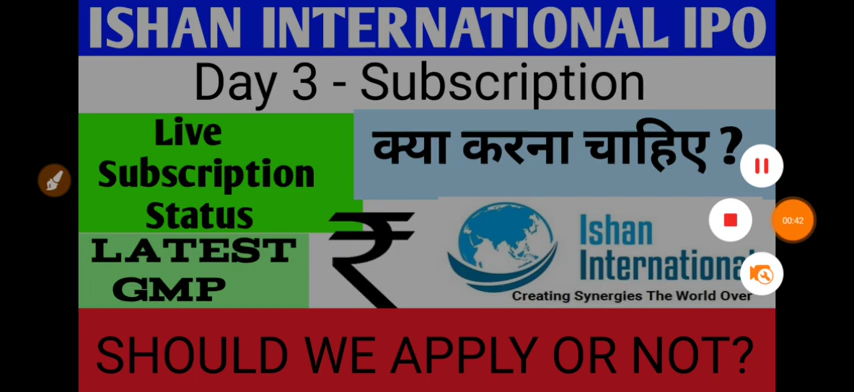 ISHAN INTERNATIONAL IPO
Day 3 - Subscription
Live
Subscription
Status
क्या करना चाहिए ?
LATEST
GMP
₹
Ishan
International
Creating Synergies The World Over
00:42
SHOULD WE APPLY OR NOT?